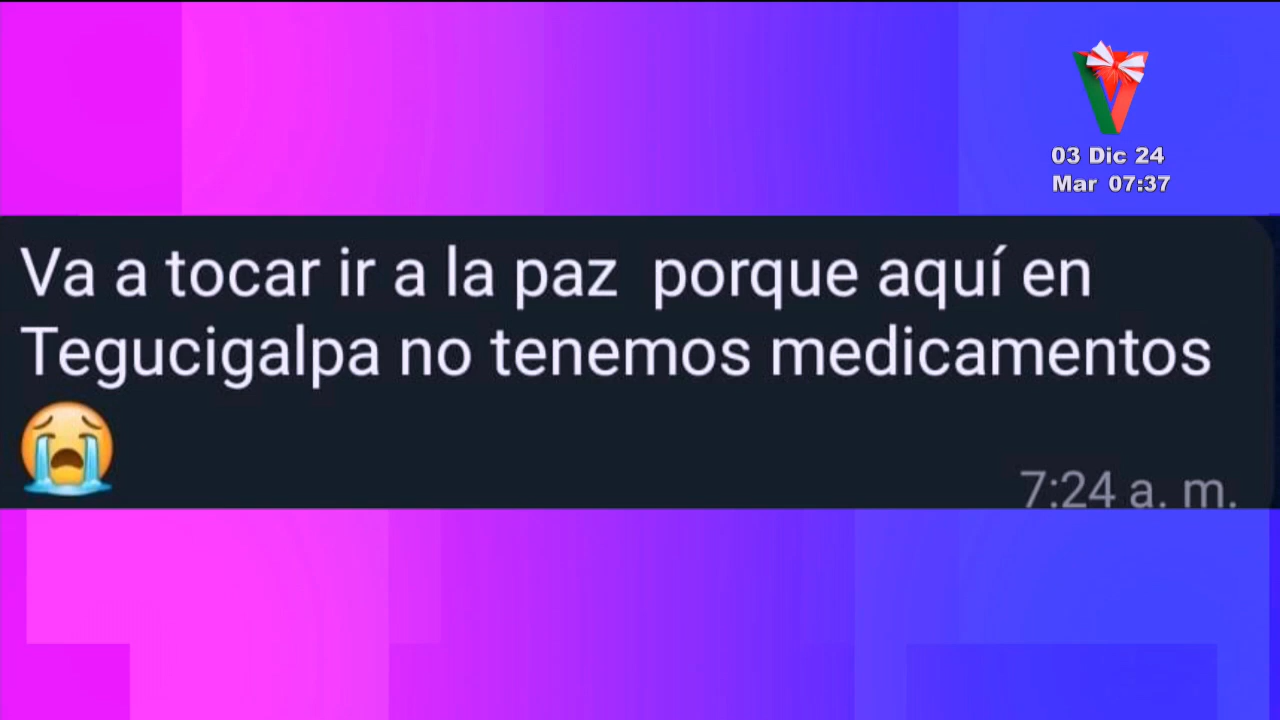 03 Dic 24
Mar 07:37
Va a tocar ir a la paz  porque aquí en
Tegucigalpa no tenemos medicamentos
😭
7:24 a. m.